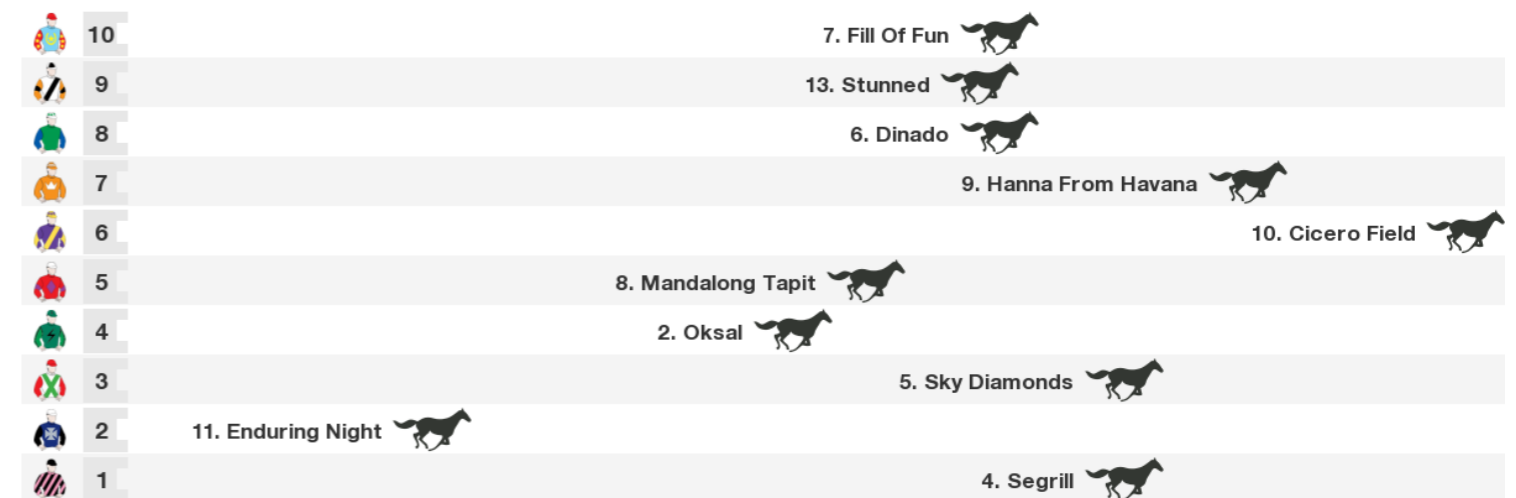 10 7. Fill Of Fun
9 13. Stunned
8 6. Dinado
7 9. Hanna From Havana
6 10. Cicero Field
5 8. Mandalong Tapit
4 2. Oksal
3 5. Sky Diamonds
2 11. Enduring Night
1 4. Segrill